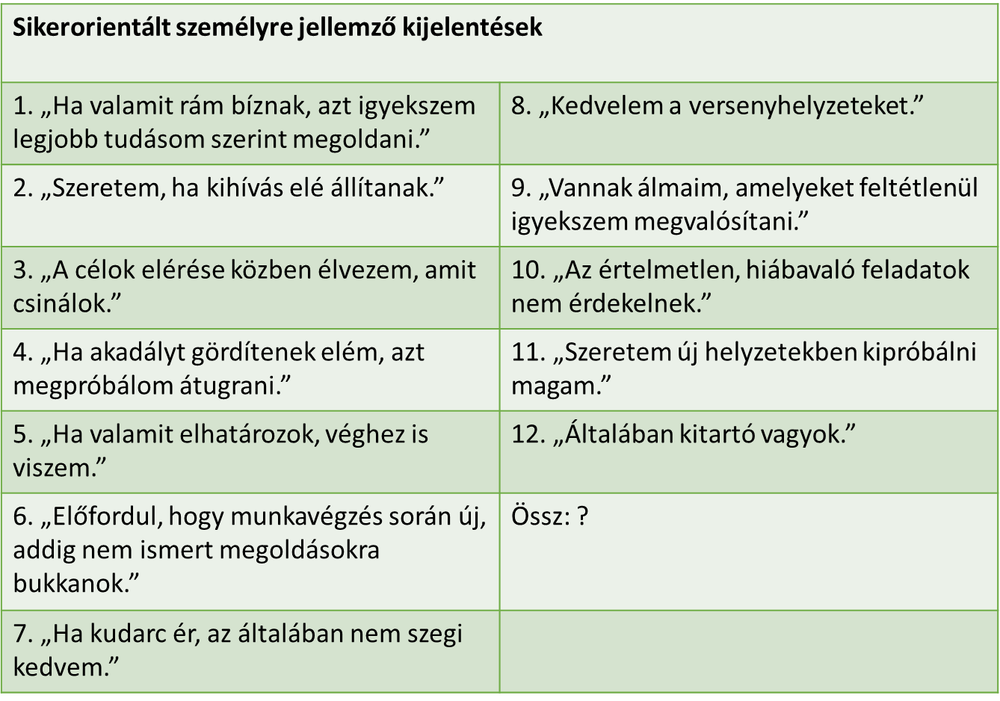 Sikerorientált személyre jellemző kijelentések
1. „Ha valamit rám bíznak, azt igyekszem
legjobb tudásom szerint megoldani.”
2. „Szeretem, ha kihívás elé állítanak.”
3. „A célok elérése közben élvezem, amit
csinálok.”
4. „Ha akadályt gördítenek elém, azt
megpróbálom átugrani.”
5. „Ha valamit elhatározok, véghez is
viszem.”
6. „Előfordul, hogy munkavégzés során új,
addig nem ismert megoldásokra
bukkanok.”
7. „Ha kudarc ér, az általában nem szegi
kedvem.”
8. „Kedvelem a versenyhelyzeteket.”
9. „Vannak álmaim, amelyeket feltétlenül
igyekszem megvalósítani.”
10. „Az értelmetlen, hiábavaló feladatok
nem érdekelnek.”
11. „Szeretem új helyzetekben kipróbálni
magam.”
12. „Általában kitartó vagyok.”
Össz: ?